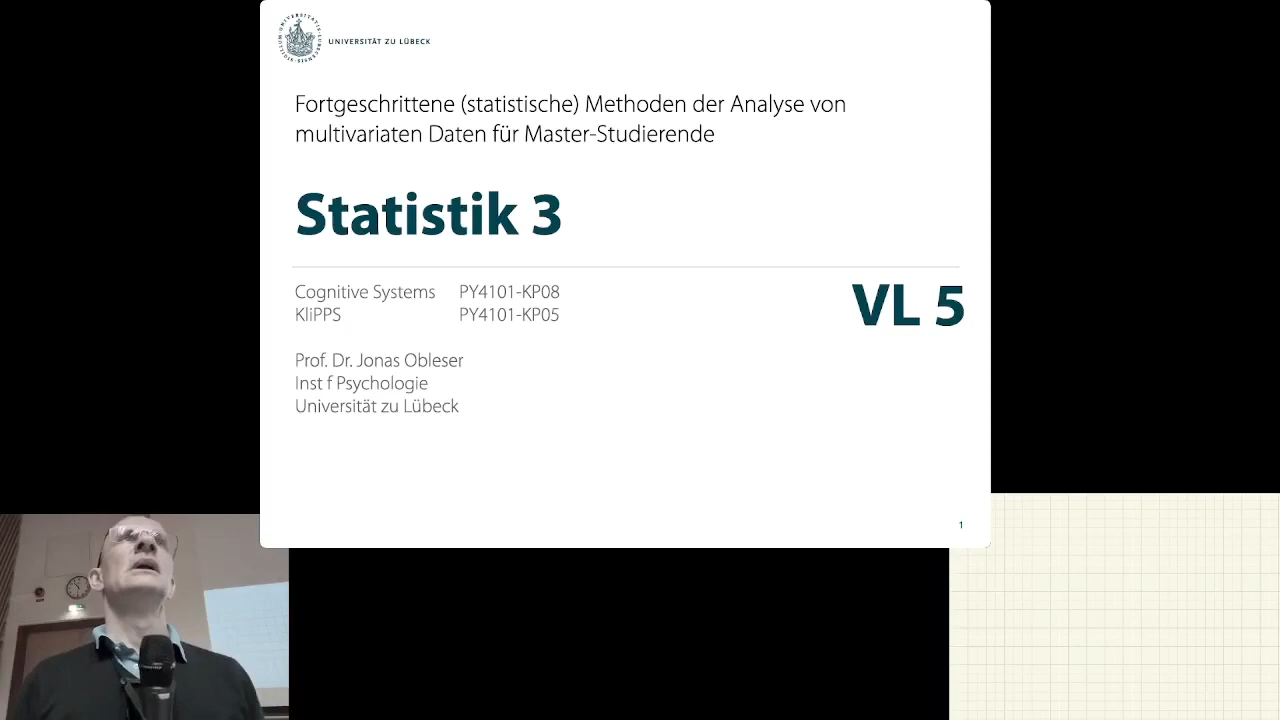 UNIVERSITÄT ZU LÜBECK
Fortgeschrittene (statistische) Methoden der Analyse von
multivariaten Daten für Master-Studierende
Statistik 3
Cognitive Systems PY4101-KP08
KliPPS PY4101-KP05
VL 5
Prof. Dr. Jonas Obleser
Inst f Psychologie
Universität zu Lübeck
1